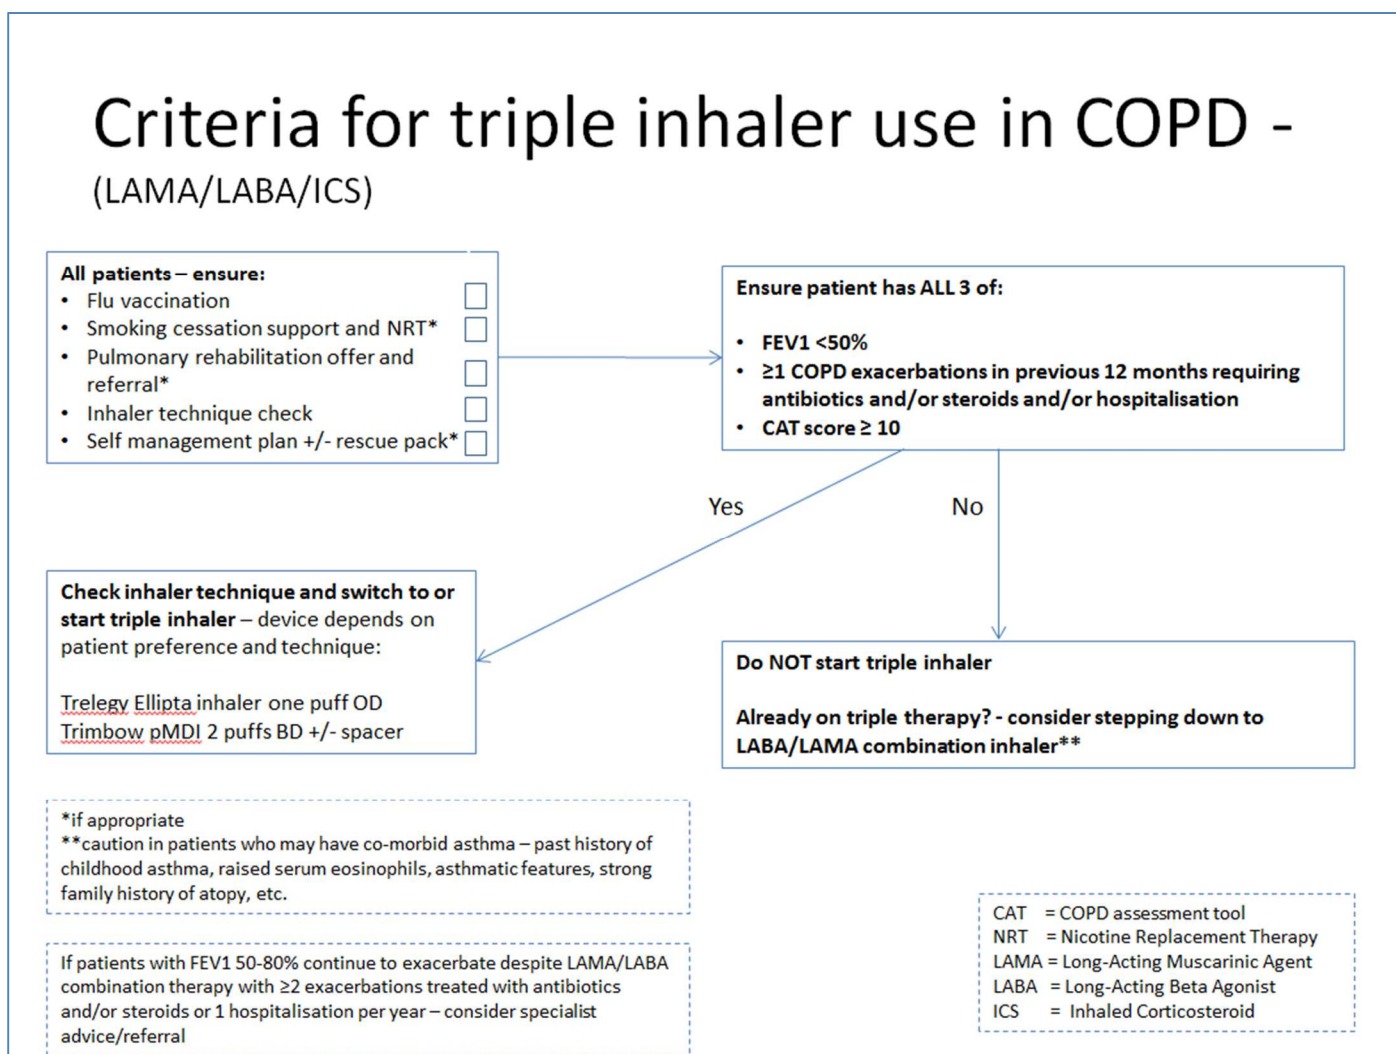 Criteria for triple inhaler use in COPD -
(LAMA/LABA/ICS)
All patients – ensure:
• Flu vaccination
• Smoking cessation support and NRT*
• Pulmonary rehabilitation offer and
referral*
• Inhaler technique check
• Self management plan +/- rescue pack*
Ensure patient has ALL 3 of:
• FEV1 <50%
• ≥1 COPD exacerbations in previous 12 months requiring
antibiotics and/or steroids and/or hospitalisation
• CAT score ≥ 10
Yes
No
Check inhaler technique and switch to or
start triple inhaler – device depends on
patient preference and technique:
Trelegy Ellipta inhaler one puff OD
Trimbow pMDI 2 puffs BD +/- spacer
Do NOT start triple inhaler
Already on triple therapy? - consider stepping down to
LABA/LAMA combination inhaler**
*if appropriate
**caution in patients who may have co-morbid asthma – past history of
childhood asthma, raised serum eosinophils, asthmatic features, strong
family history of atopy, etc.
If patients with FEV1 50-80% continue to exacerbate despite LAMA/LABA
combination therapy with ≥2 exacerbations treated with antibiotics
and/or steroids or 1 hospitalisation per year – consider specialist
advice/referral
CAT = COPD assessment tool
NRT = Nicotine Replacement Therapy
LAMA = Long-Acting Muscarinic Agent
LABA = Long-Acting Beta Agonist
ICS = Inhaled Corticosteroid